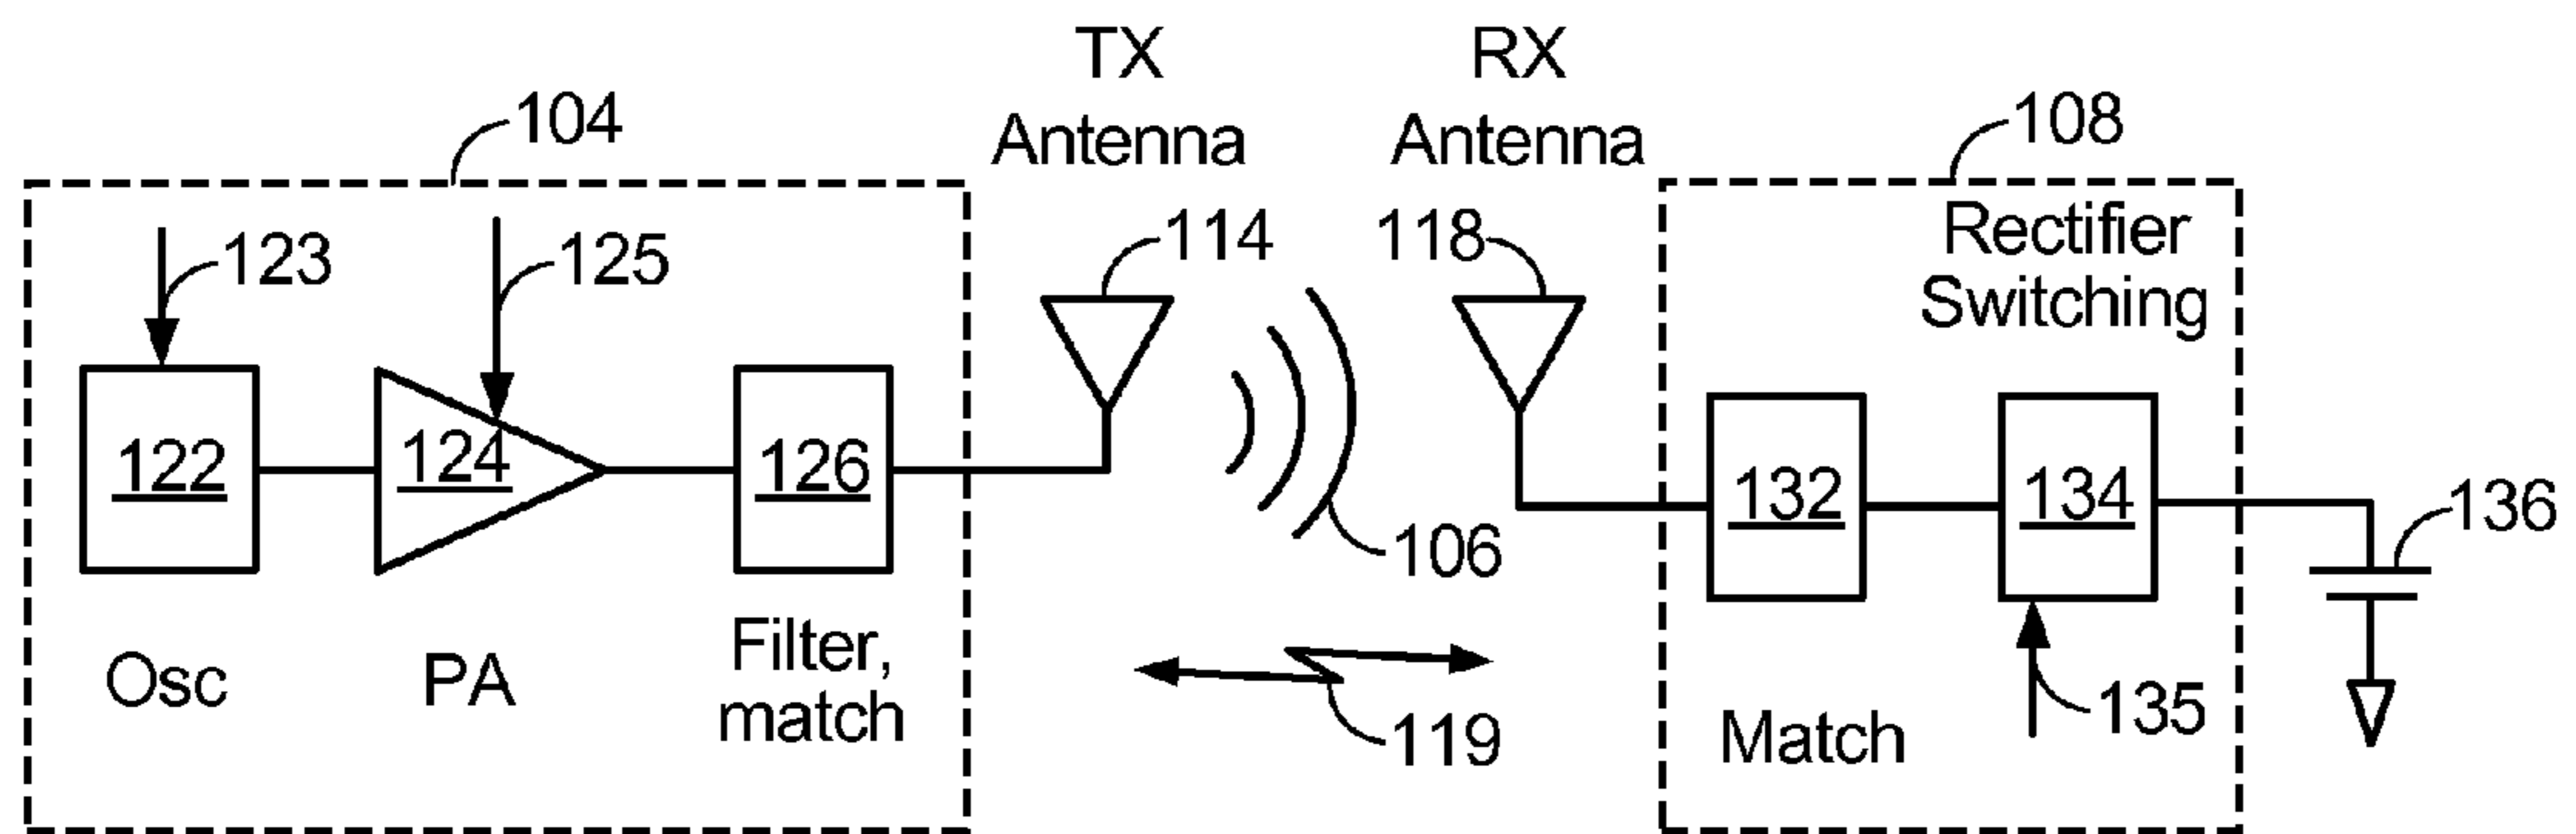 TX
Antenna
RX
Antenna
104
108
123
125
114
118
Rectifier
Switching
122
124
126
132
134
136
106
Osc
PA
Filter,
match
119
Match
135